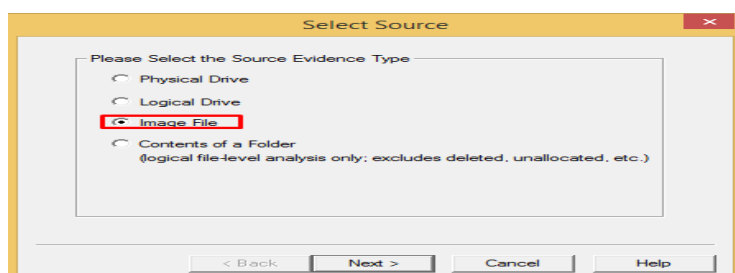 Select Source
Please Select the Source Evidence Type
Physical Drive
Logical Drive
Image File
Contents of a Folder
(logical file-level analysis only; excludes deleted, unallocated, etc.)
< Back Next > Cancel Help